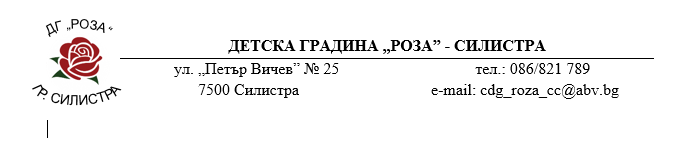 ДГ „РОЗА“
ГР. СИЛИСТРА
ДЕТСКА ГРАДИНА „РОЗА” - СИЛИСТРА
ул. „Петър Вичев” № 25 тел.: 086/821 789
7500 Силистра e-mail: cdg_roza_cc@abv.bg